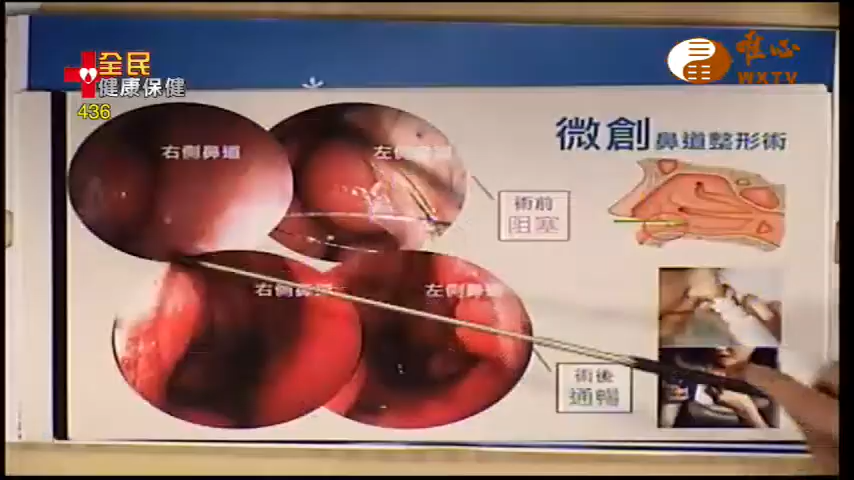 全民
健康保健
436
唯心
WXTV
微創鼻道整形術
右側鼻道
左側鼻道
術前
阻塞
右側鼻道
左側鼻道
術後
通暢